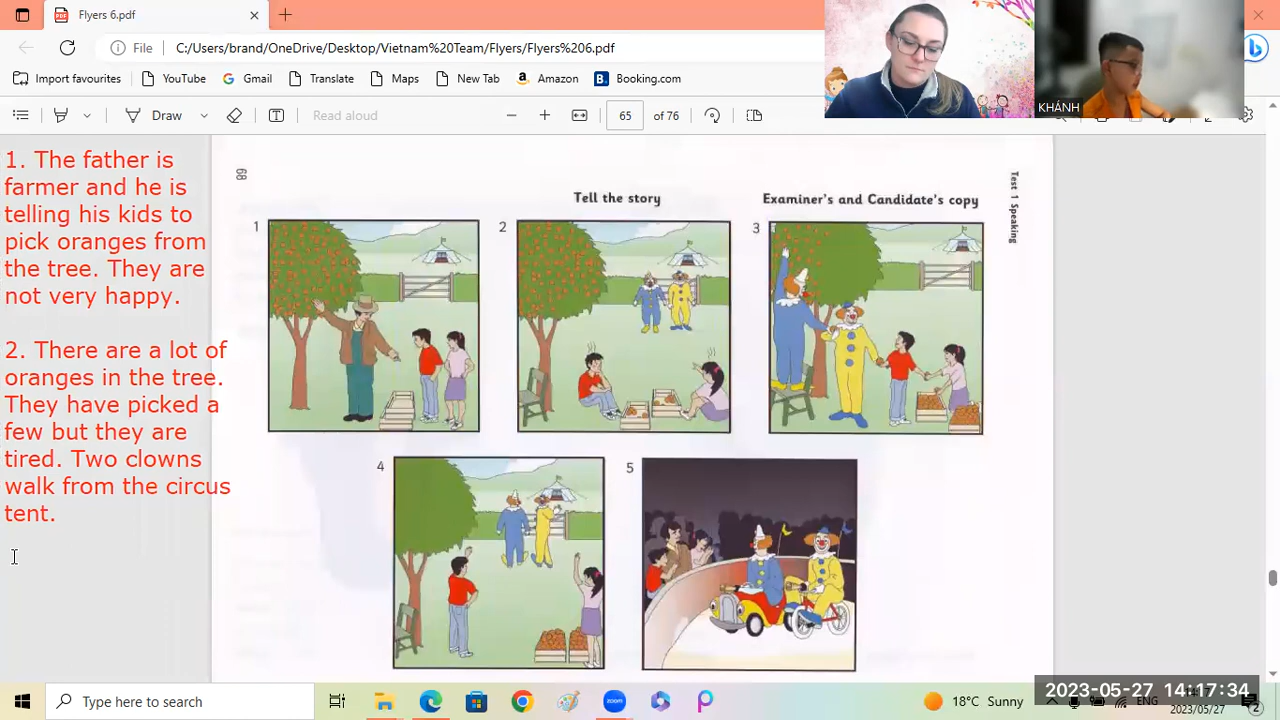 Flyers 6.pdf
File
C:/Users/brand/OneDrive/Desktop/Vietnam%20Team/Flyers/Flyers%206.pdf
Import favourites
YouTube
Gmail
Translate
Maps
New Tab
Amazon
Booking.com
KHÁNH
Draw
Read aloud
65
of 76
1. The father is
farmer and he is
telling his kids to
pick oranges from
the tree. They are
not very happy.
2. There are a lot of
oranges in the tree.
They have picked a
few but they are
tired. Two clowns
walk from the circus
tent.
68
Tell the story
Examiner's and Candidate's copy
Test 1 Speaking
1
2
3
4
5
Type here to search
18°C Sunny
ENG
2023-05-27 14:17:34
2023/05/27